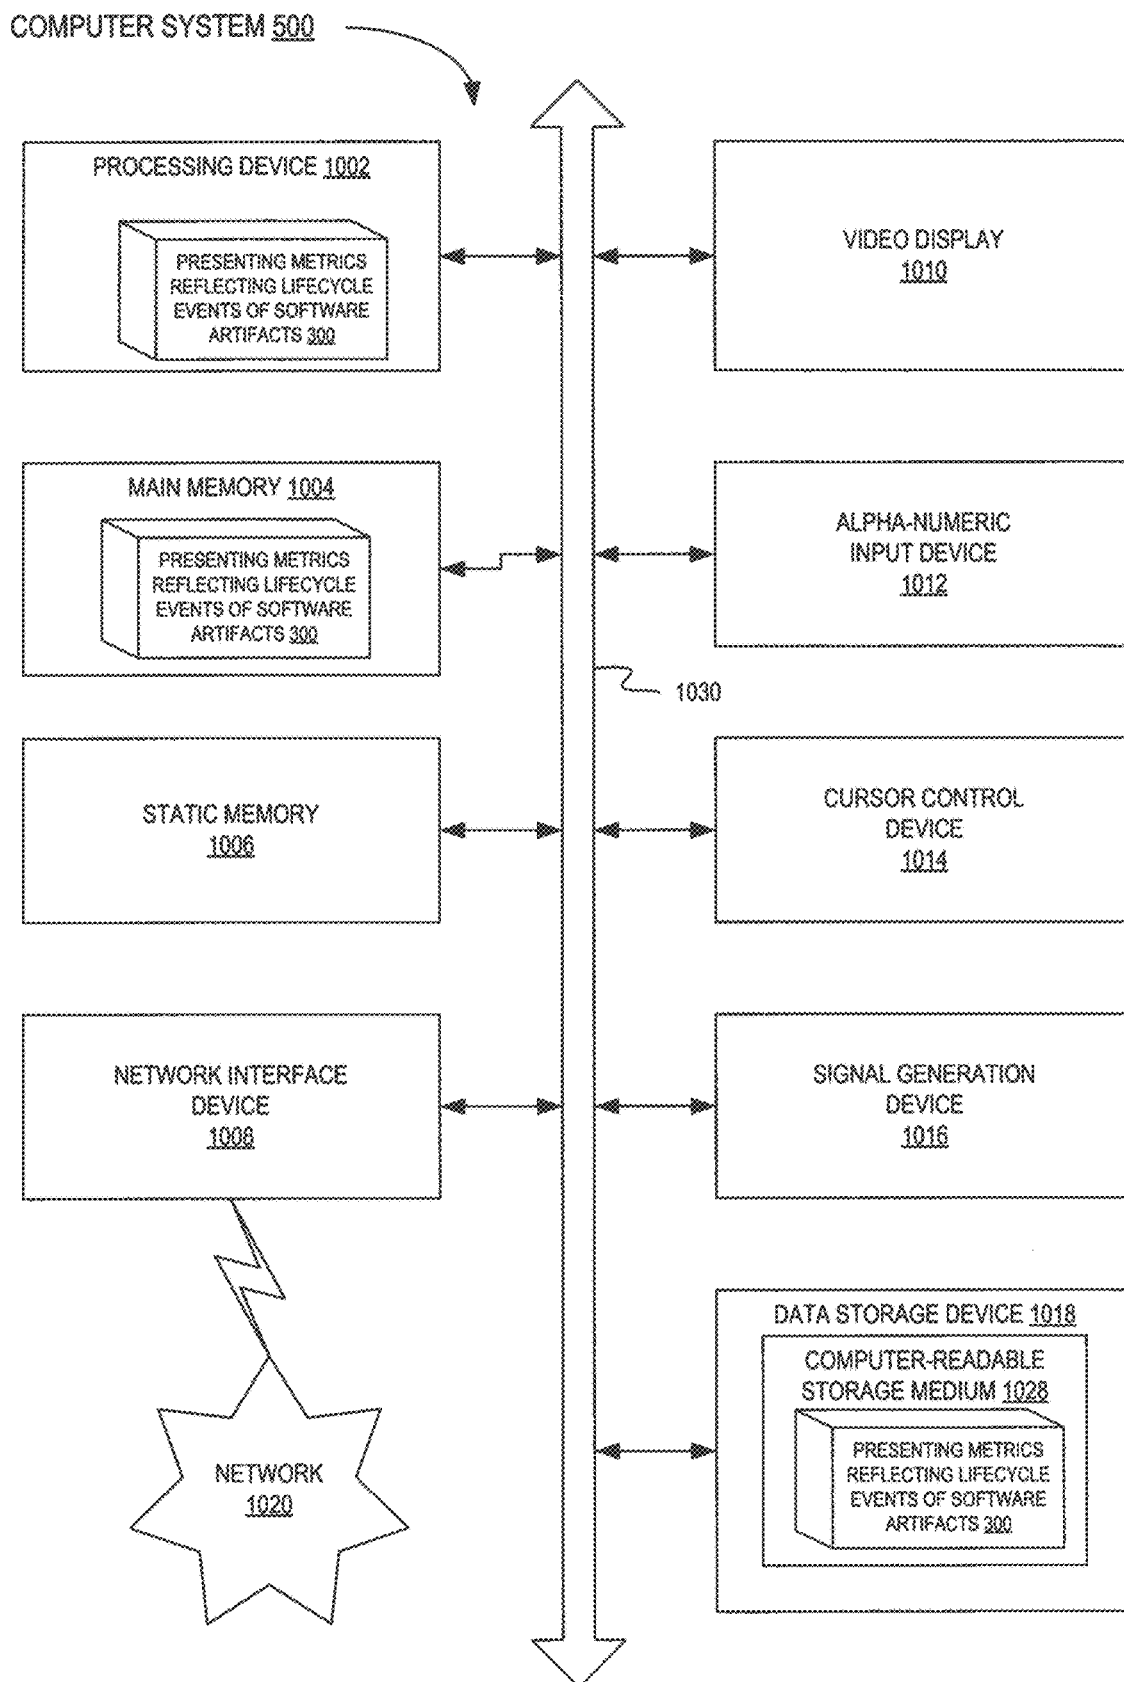 COMPUTER SYSTEM 500
PROCESSING DEVICE 1002
PRESENTING METRICS
REFLECTING LIFECYCLE
EVENTS OF SOFTWARE
ARTIFACTS 300
MAIN MEMORY 1004
PRESENTING METRICS
REFLECTING LIFECYCLE
EVENTS OF SOFTWARE
ARTIFACTS 300
STATIC MEMORY
1006
NETWORK INTERFACE
DEVICE
1008
NETWORK
1020
1030
VIDEO DISPLAY
1010
ALPHA-NUMERIC
INPUT DEVICE
1012
CURSOR CONTROL
DEVICE
1014
SIGNAL GENERATION
DEVICE
1016
DATA STORAGE DEVICE 1018
COMPUTER-READABLE
STORAGE MEDIUM 1028
PRESENTING METRICS
REFLECTING LIFECYCLE
EVENTS OF SOFTWARE
ARTIFACTS 300